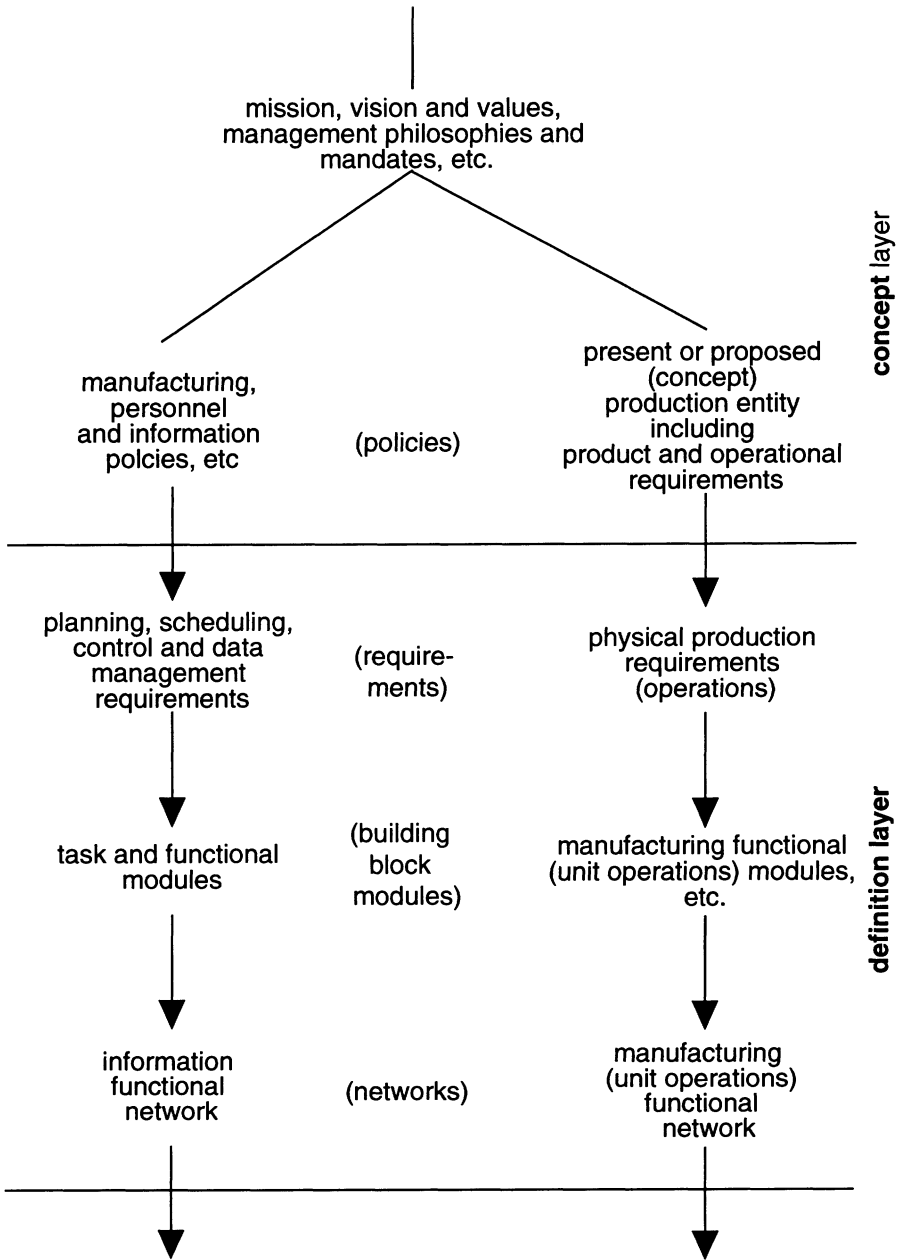 mission, vision and values,
management philosophies and
mandates, etc.
concept layer
manufacturing,
personnel
and information
polcies, etc
(policies)
present or proposed
(concept)
production entity
including
product and operational
requirements
planning, scheduling,
control and data
management
requirements
(require-
ments)
physical production
requirements
(operations)
task and functional
modules
(building
block
modules)
manufacturing functional
(unit operations) modules,
etc.
definition layer
information
functional
network
(networks)
manufacturing
(unit operations)
functional
network